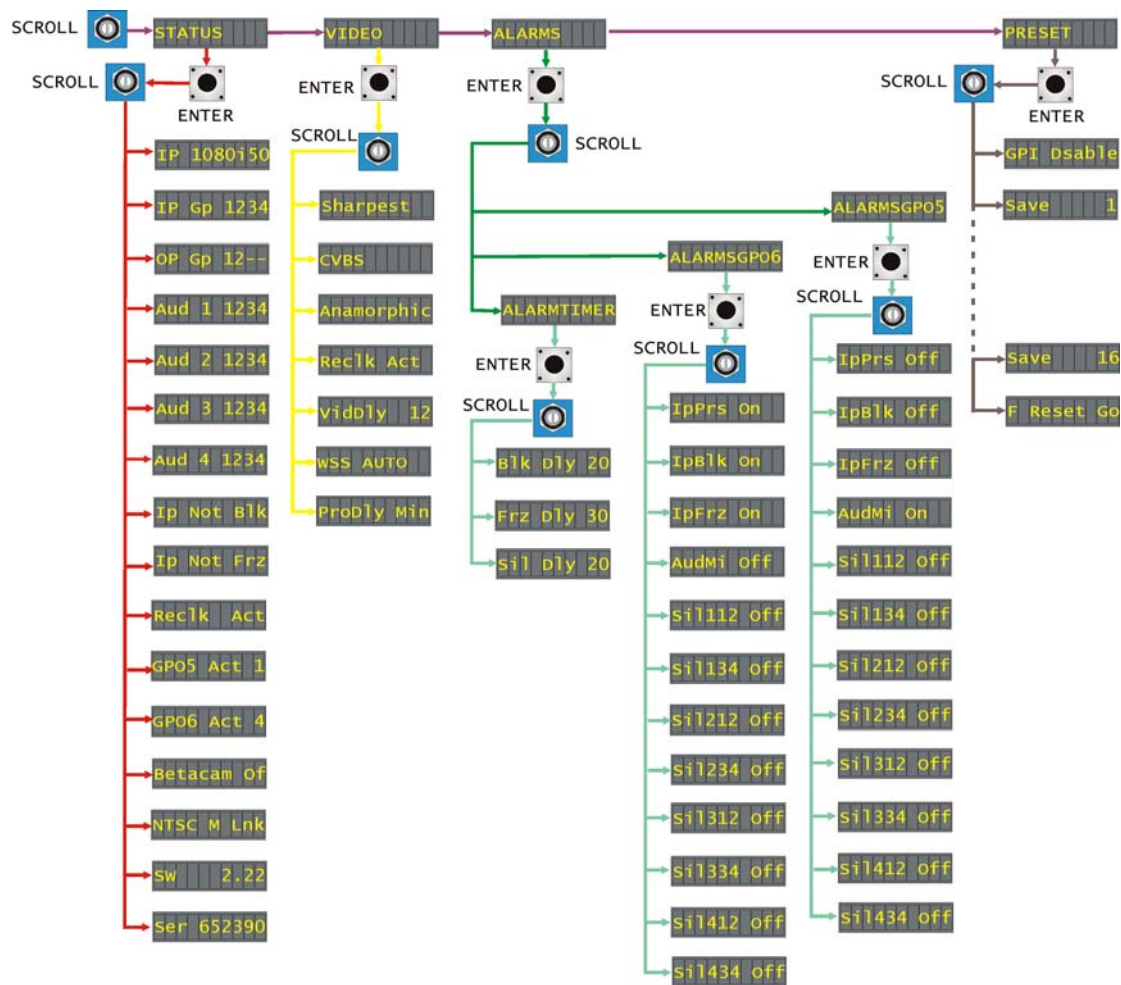 SCROLL
STATUS
VIDEO
ALARMS
PRESET
SCROLL
ENTER
IP 1080i50
IP Gp 1234
OP Gp 12--
Aud 1 1234
Aud 2 1234
Aud 3 1234
Aud 4 1234
Ip Not Blk
Ip Not Frz
Reclk Act
GPO5 Act 1
GPO6 Act 4
Betacam Of
NTSC M Lnk
SW 2.22
Ser 652390
ENTER
SCROLL
Sharpest
CVBS
Anamorphic
Reclk Act
VidDly 12
WSS AUTO
ProDly Min
ENTER
SCROLL
ALARMTIMER
ENTER
SCROLL
Blk Dly 20
Frz Dly 30
Sil Dly 20
ALARMSGPO6
ENTER
SCROLL
IpPrs On
IpBlk On
IpFrz On
AudMi Off
Sil112 Off
Sil134 Off
Sil212 Off
Sil234 Off
Sil312 Off
Sil334 Off
Sil412 Off
Sil434 Off
ALARMSGPO5
ENTER
SCROLL
IpPrs Off
IpBlk Off
IpFrz Off
AudMi On
Sil112 Off
Sil134 Off
Sil212 Off
Sil234 Off
Sil312 Off
Sil334 Off
Sil412 Off
Sil434 Off
SCROLL
ENTER
GPI Dsable
Save 1
Save 16
F Reset Go